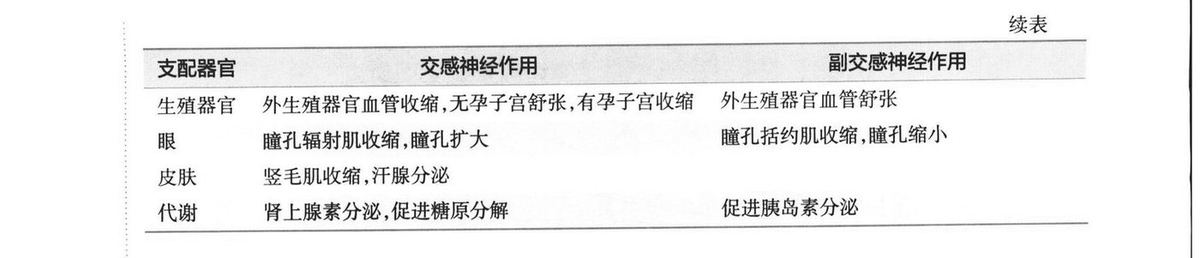 续表
支配器官 交感神经作用 副交感神经作用
生殖器官 外生殖器官血管收缩,无孕子宫舒张,有孕子宫收缩 外生殖器官血管舒张
眼 瞳孔辐射肌收缩,瞳孔扩大 瞳孔括约肌收缩,瞳孔缩小
皮肤 竖毛肌收缩,汗腺分泌
代谢 肾上腺素分泌,促进糖原分解 促进胰岛素分泌